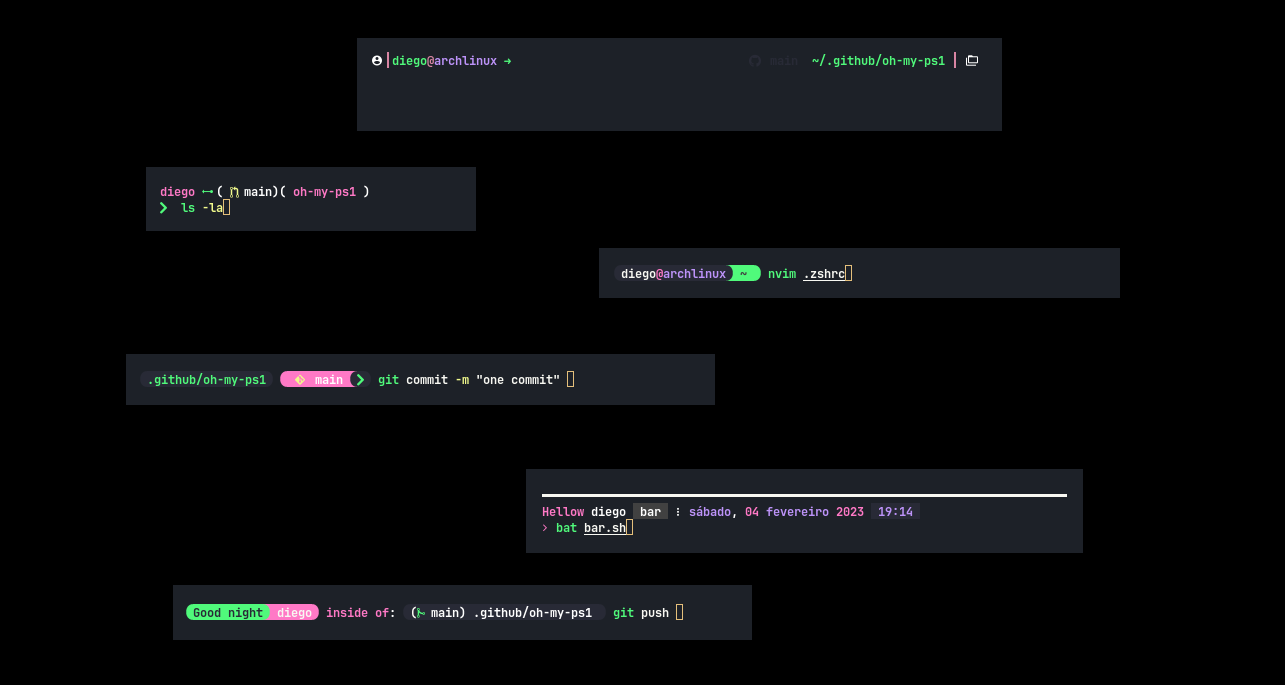 diego@archlinux → main ~/.github/oh-my-ps1
diego (main)( oh-my-ps1 )
❯ ls -la
diego@archlinux ~ nvim .zshrc
.github/oh-my-ps1 main ❯ git commit -m "one commit"
Hellow diego bar : sábado, 04 fevereiro 2023 19:14
› bat bar.sh
Good night diego inside of: (main) .github/oh-my-ps1 git push